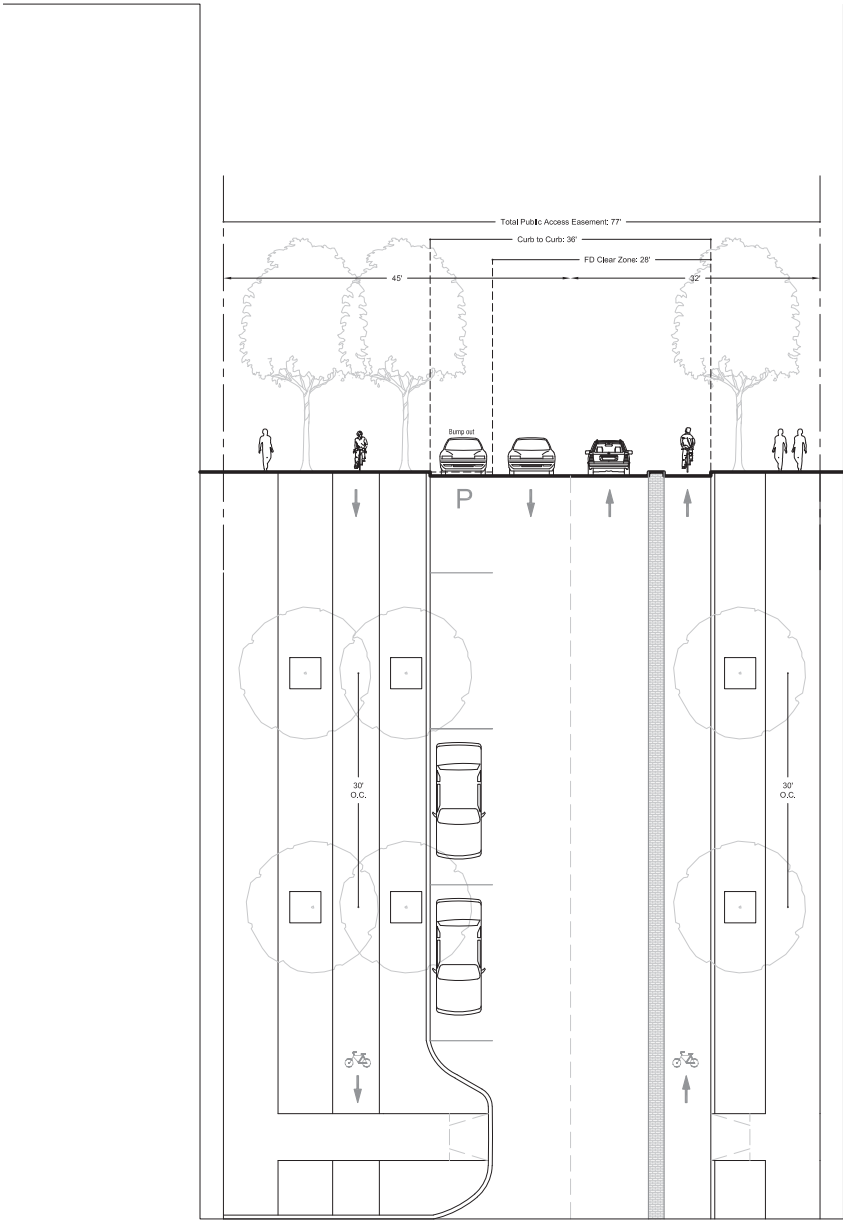 Total Public Access Easement: 77'
Curb to Curb: 36'
FD Clear Zone: 28'
45'
32'
Bump out
P
30'
O.C.
30'
O.C.